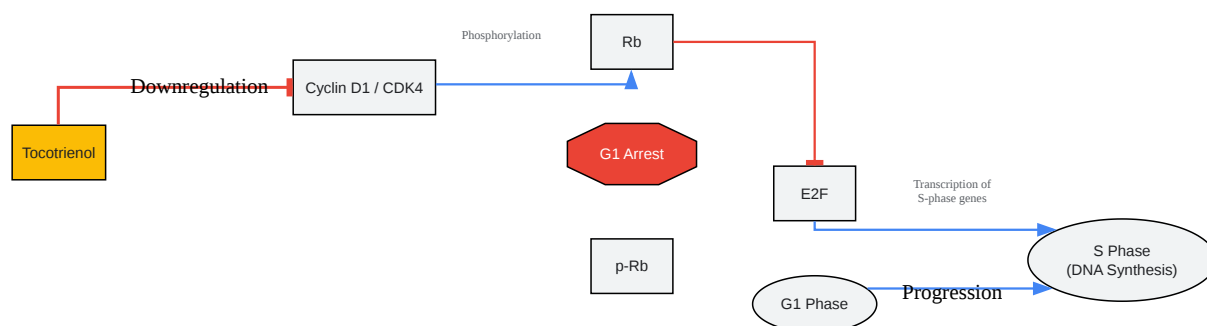 Phosphorylation
Rb
Downregulation
Cyclin D1 / CDK4
Tocotrienol
G1 Arrest
E2F
Transcription of
S-phase genes
p-Rb
S Phase
(DNA Synthesis)
G1 Phase
Progression